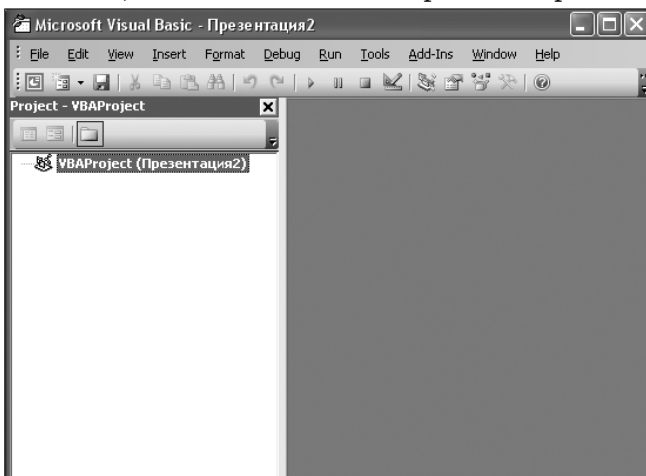 Microsoft Visual Basic - Презентация2
File Edit View Insert Format Debug Run Tools Add-Ins Window Help
Project - VBAProject
VBAProject (Презентация2)